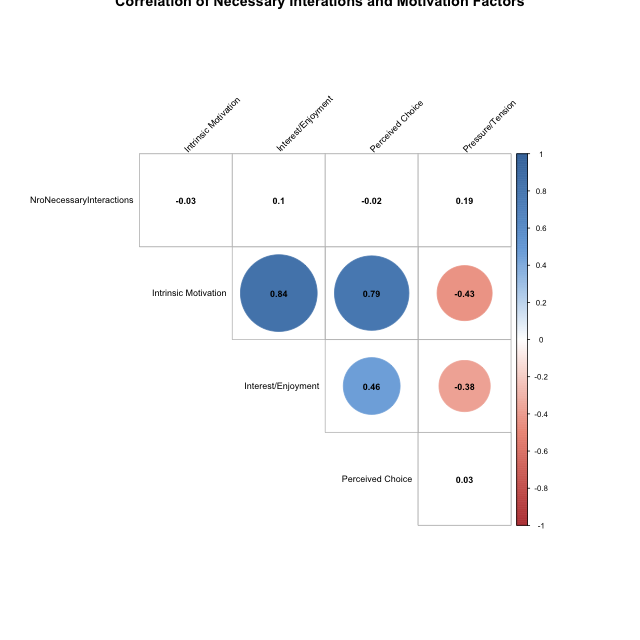 Correlation of Necessary Interations and Motivation Factors
Intrinsic Motivation
Interest/Enjoyment
Perceived Choice
Pressure/Tension
NroNecessaryInteractions
-0.03
0.1
-0.02
0.19
Intrinsic Motivation
0.84
0.79
-0.43
Interest/Enjoyment
0.46
-0.38
Perceived Choice
0.03
1
0.8
0.6
0.4
0.2
0
-0.2
-0.4
-0.6
-0.8
-1